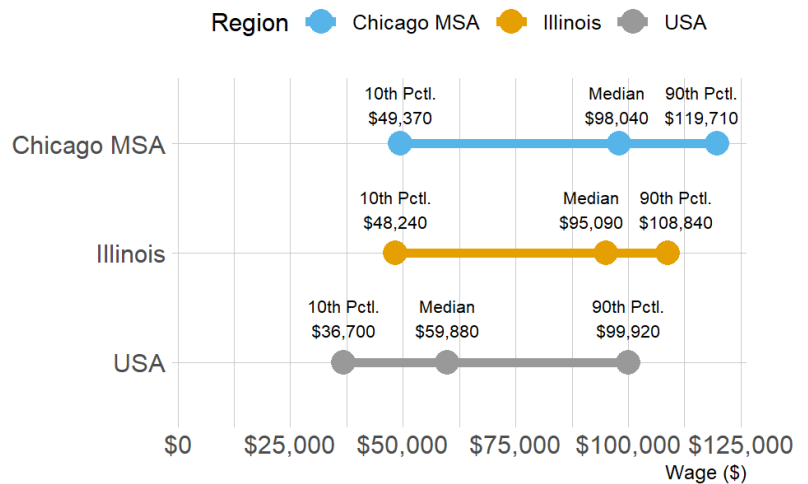 Region Chicago MSA Illinois USA
10th Pctl. Median 90th Pctl.
$49,370 $98,040 $119,710
Chicago MSA
10th Pctl. Median 90th Pctl.
$48,240 $95,090 $108,840
Illinois
10th Pctl. Median 90th Pctl.
$36,700 $59,880 $99,920
USA
$0 $25,000 $50,000 $75,000 $100,000 $125,000
Wage ($)